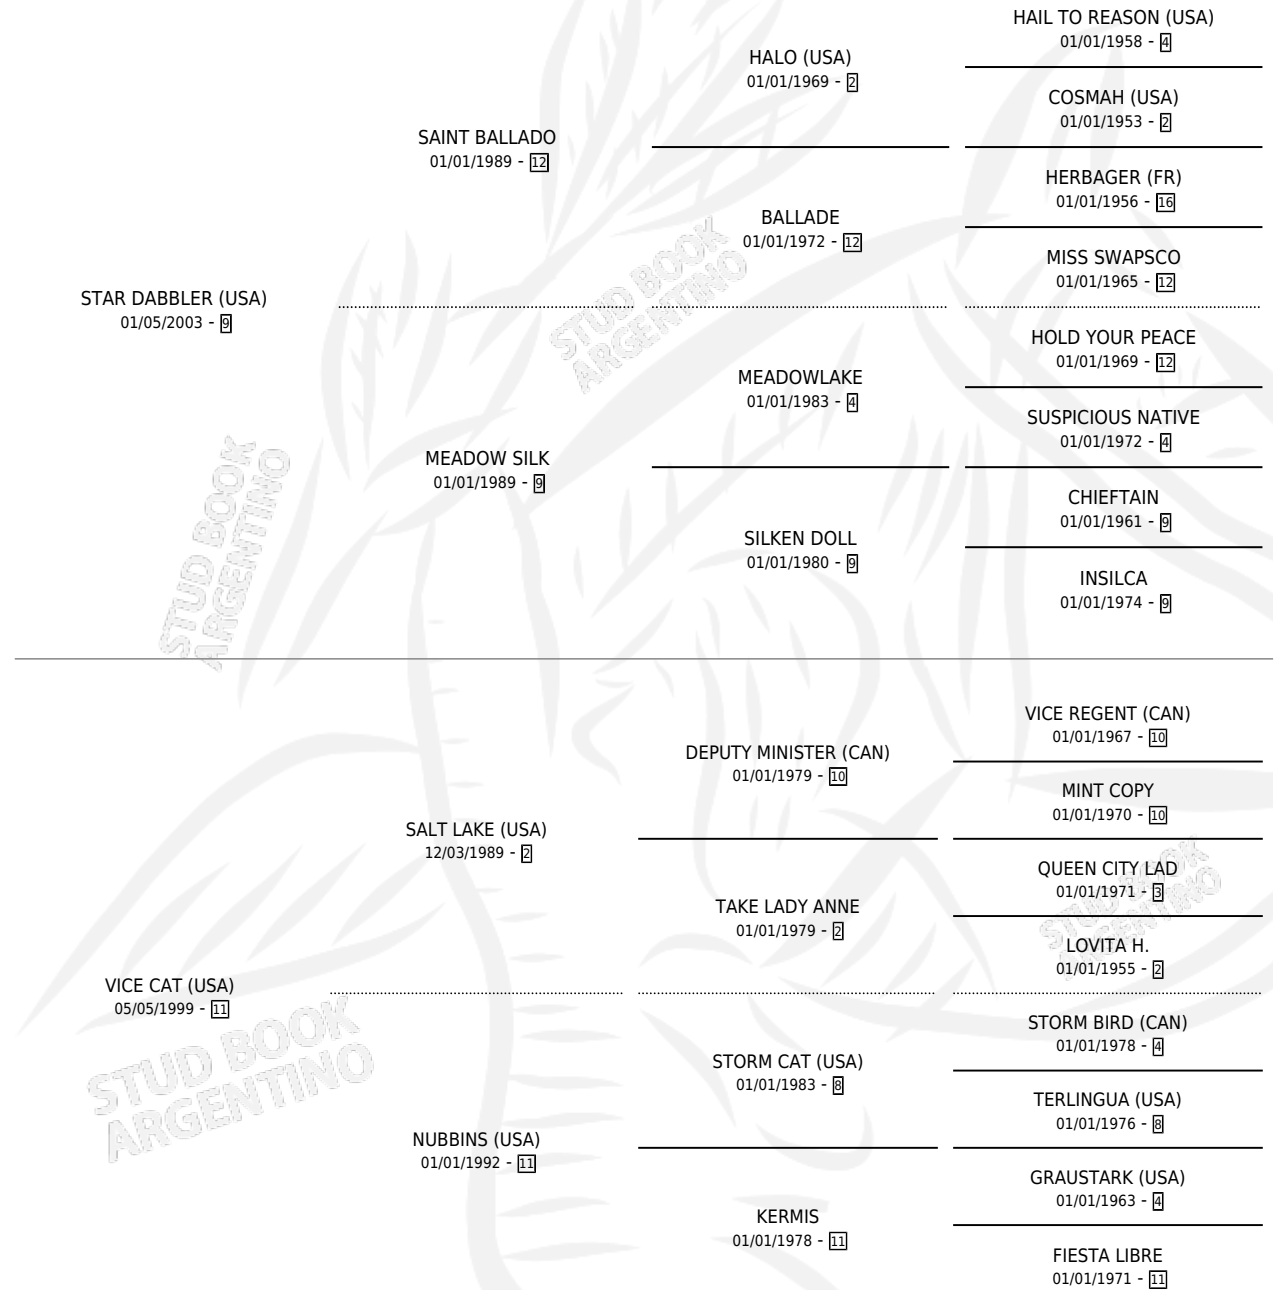 HAIL TO REASON (USA)
01/01/1958 - 4
HALO (USA)
01/01/1969 - 2
COSMAH (USA)
01/01/1953 - 2
SAINT BALLADO
01/01/1989 - 12
HERBAGER (FR)
01/01/1956 - 16
BALLADE
01/01/1972 - 12
MISS SWAPSCO
01/01/1965 - 12
STAR DABBLER (USA)
01/05/2003 - 9
STUD BOOK
ARGENTINO
HOLD YOUR PEACE
01/01/1969 - 12
MEADOWLAKE
01/01/1983 - 4
SUSPICIOUS NATIVE
01/01/1972 - 4
MEADOW SILK
01/01/1989 - 9
CHIEFTAIN
01/01/1961 - 9
SILKEN DOLL
01/01/1980 - 9
INSILCA
01/01/1974 - 9
STUD BOOK
ARGENTINO
VICE REGENT (CAN)
01/01/1967 - 10
DEPUTY MINISTER (CAN)
01/01/1979 - 10
MINT COPY
01/01/1970 - 10
SALT LAKE (USA)
12/03/1989 - 2
QUEEN CITY LAD
01/01/1971 - 3
TAKE LADY ANNE
01/01/1979 - 2
STUD BOOK
ARGENTINO
LOVITA H.
01/01/1955 - 2
VICE CAT (USA)
05/05/1999 - 11
STORM BIRD (CAN)
01/01/1978 - 4
STORM CAT (USA)
01/01/1983 - 8
STUD BOOK
ARGENTINO
TERLINGUA (USA)
01/01/1976 - 8
NUBBINS (USA)
01/01/1992 - 11
GRAUSTARK (USA)
01/01/1963 - 4
KERMIS
01/01/1978 - 11
FIESTA LIBRE
01/01/1971 - 11